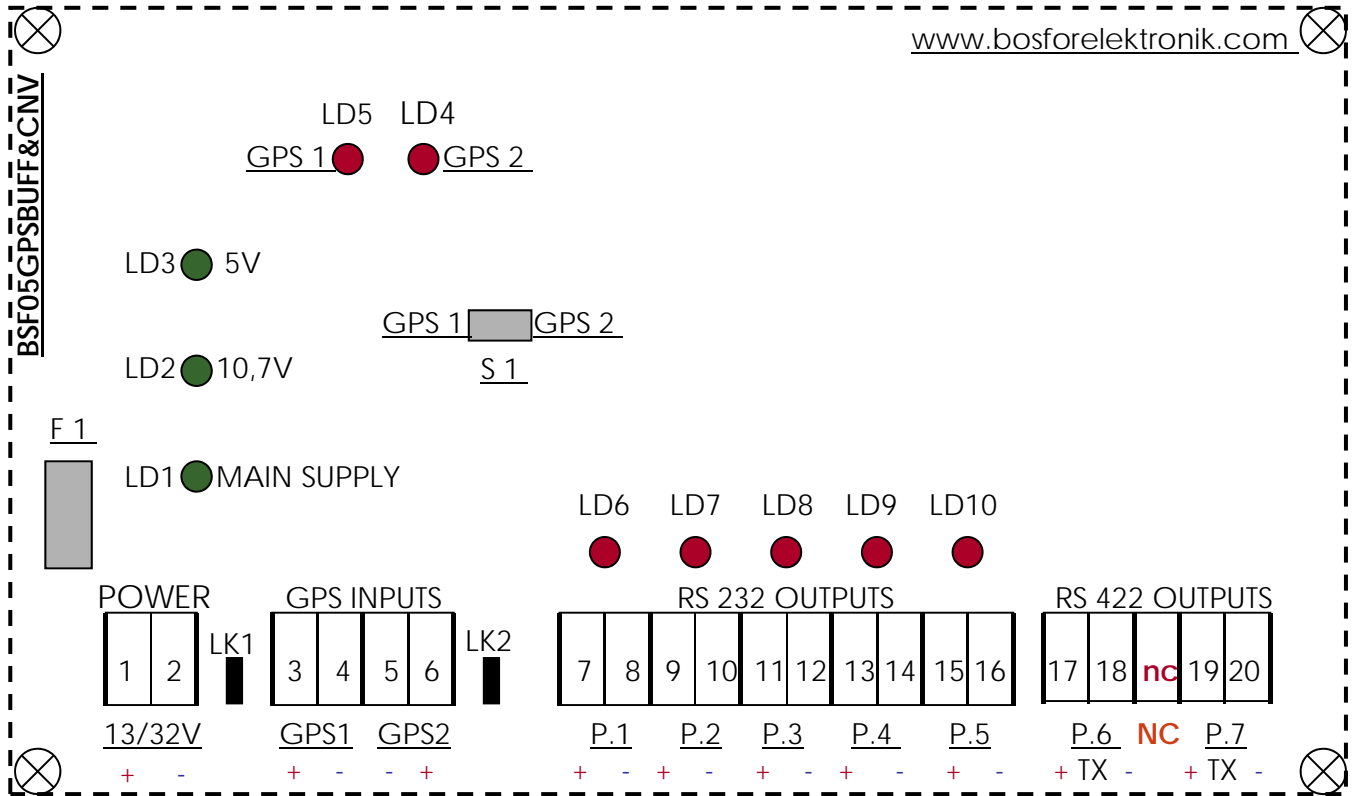 www.bosforelektronik.com
BSF05GPSBUFF&CNV
LD5 LD4
GPS 1 GPS 2
LD3 5V
GPS 1 GPS 2
LD2 10,7V
S 1
F 1
LD1 MAIN SUPPLY
LD6 LD7 LD8 LD9 LD10
POWER GPS INPUTS RS 232 OUTPUTS RS 422 OUTPUTS
LK1 LK2
1 2 3 4 5 6 7 8 9 10 11 12 13 14 15 16 17 18 nc 19 20
13/32V GPS1 GPS2 P.1 P.2 P.3 P.4 P.5 P.6 NC P.7
+ - + - - + + - + - + - + - + - + TX - + TX -